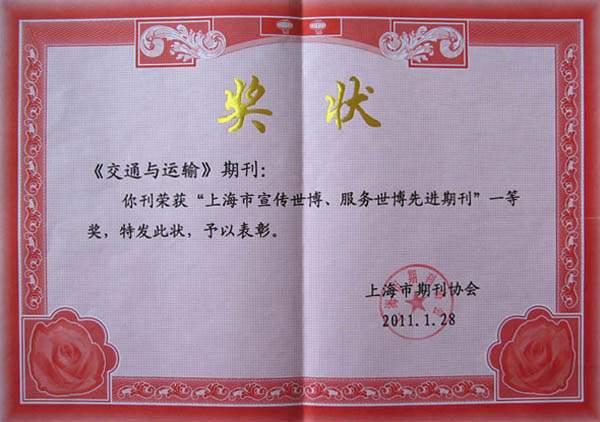 奖 状
《交通与运输》期刊：
你刊荣获“上海市宣传世博、服务世博先进期刊”一等
奖，特发此状，予以表彰。
上海市期刊协会
2011.1.28